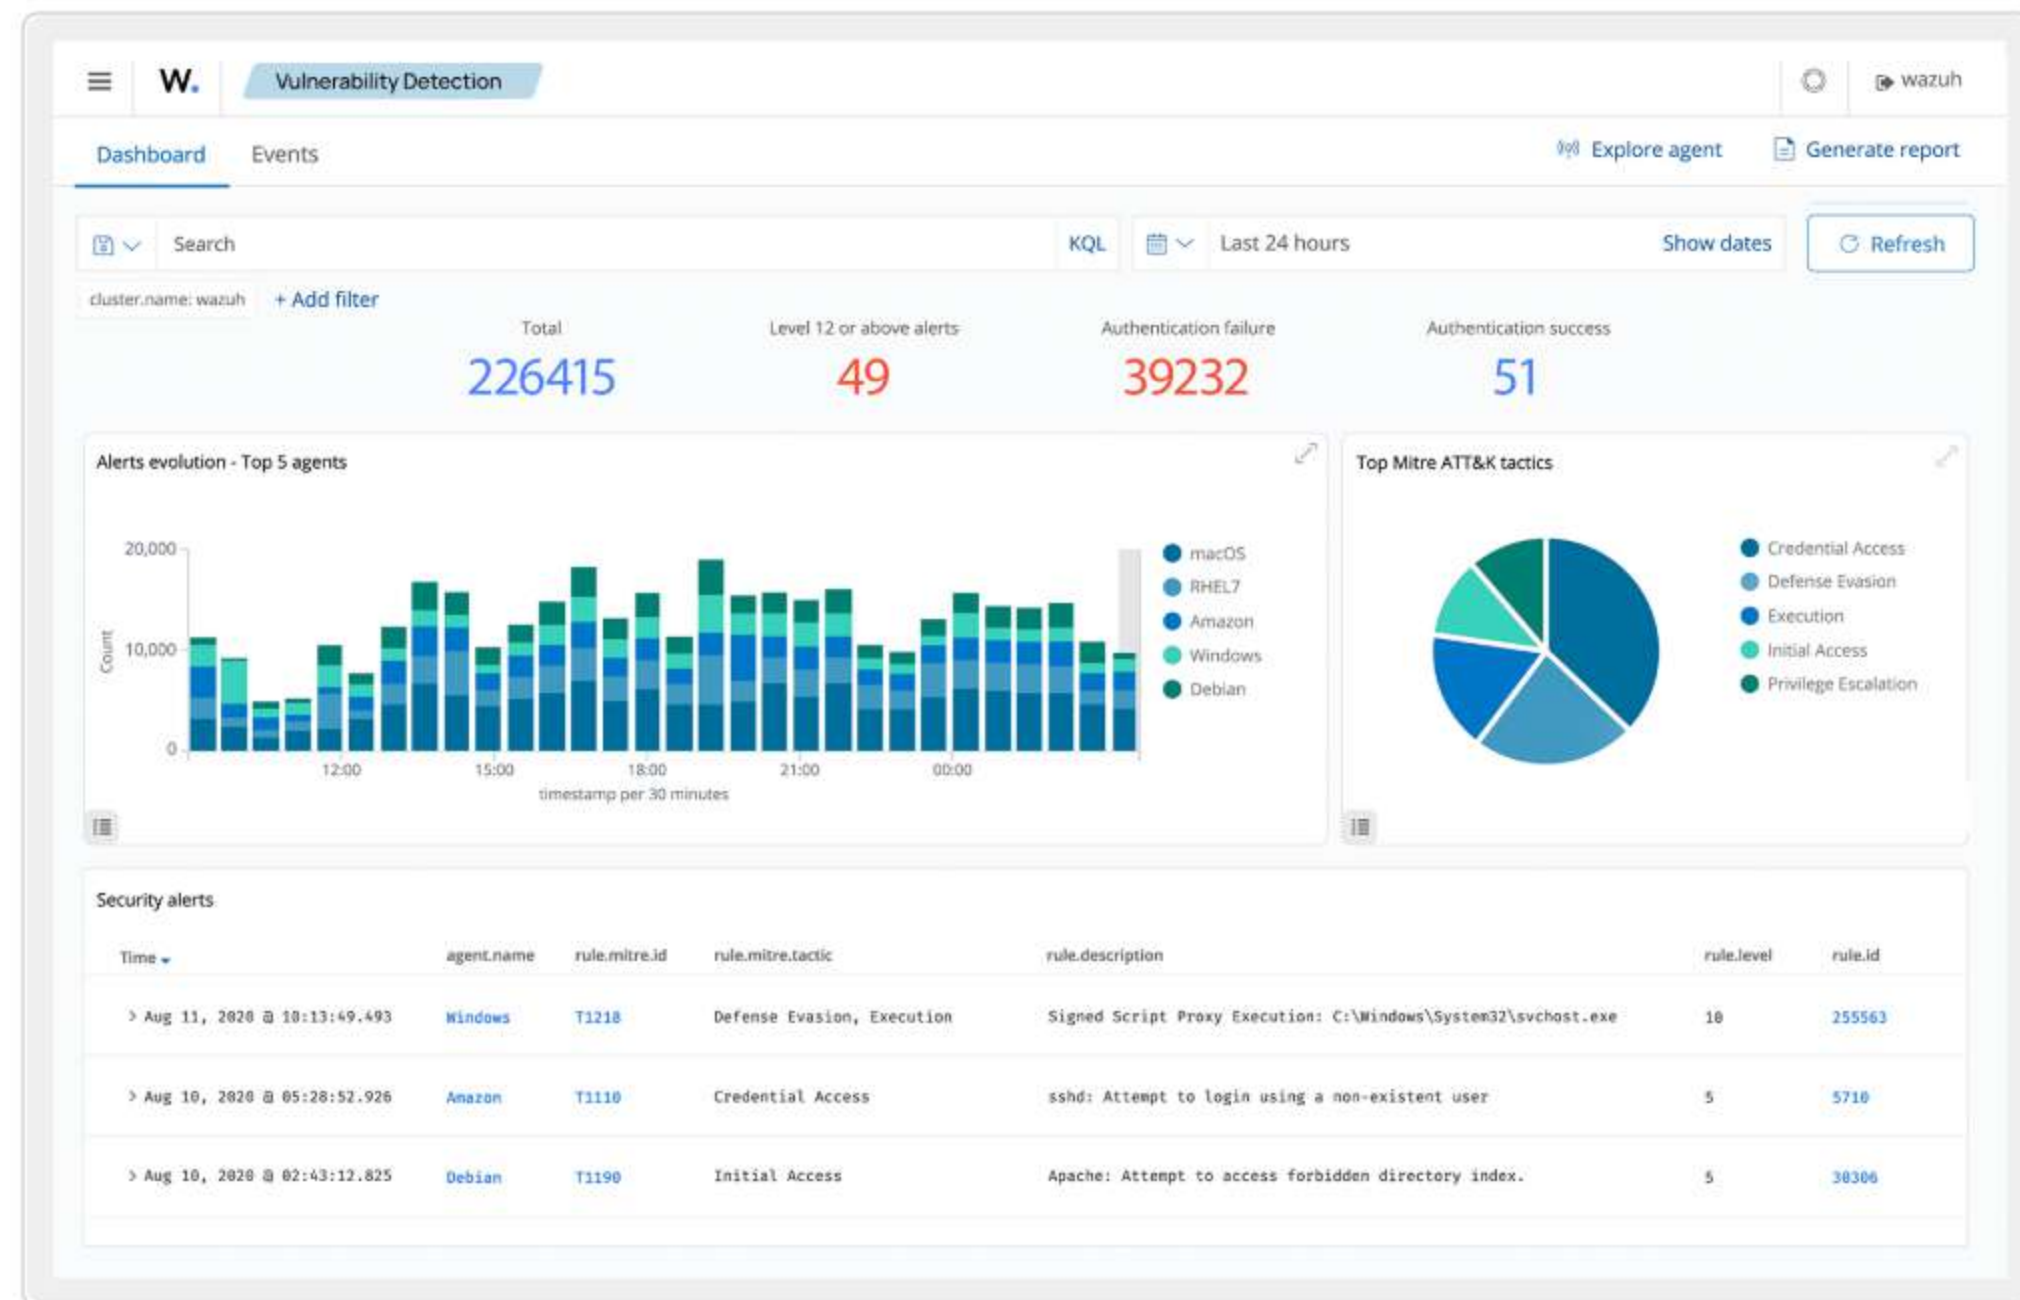 W. Vulnerability Detection wazuh
Dashboard Events Explore agent Generate report
Search KQL Last 24 hours Show dates Refresh
cluster.name: wazuh + Add filter
Total Level 12 or above alerts Authentication failure Authentication success
226415 49 39232 51
Alerts evolution - Top 5 agents
20,000
10,000
0
Count
12:00 15:00 18:00 21:00 00:00
timestamp per 30 minutes
macOS
RHEL7
Amazon
Windows
Debian
Top Mitre ATT&K tactics
Credential Access
Defense Evasion
Execution
Initial Access
Privilege Escalation
Security alerts
Time agent.name rule.mitre.id rule.mitre.tactic rule.description rule.level rule.id
> Aug 11, 2020 @ 10:13:49.493 Windows T1218 Defense Evasion, Execution Signed Script Proxy Execution: C:\Windows\System32\svchost.exe 10 255563
> Aug 10, 2020 @ 05:28:52.926 Amazon T1110 Credential Access sshd: Attempt to login using a non-existent user 5 5710
> Aug 10, 2020 @ 02:43:12.825 Debian T1190 Initial Access Apache: Attempt to access forbidden directory index. 5 30306